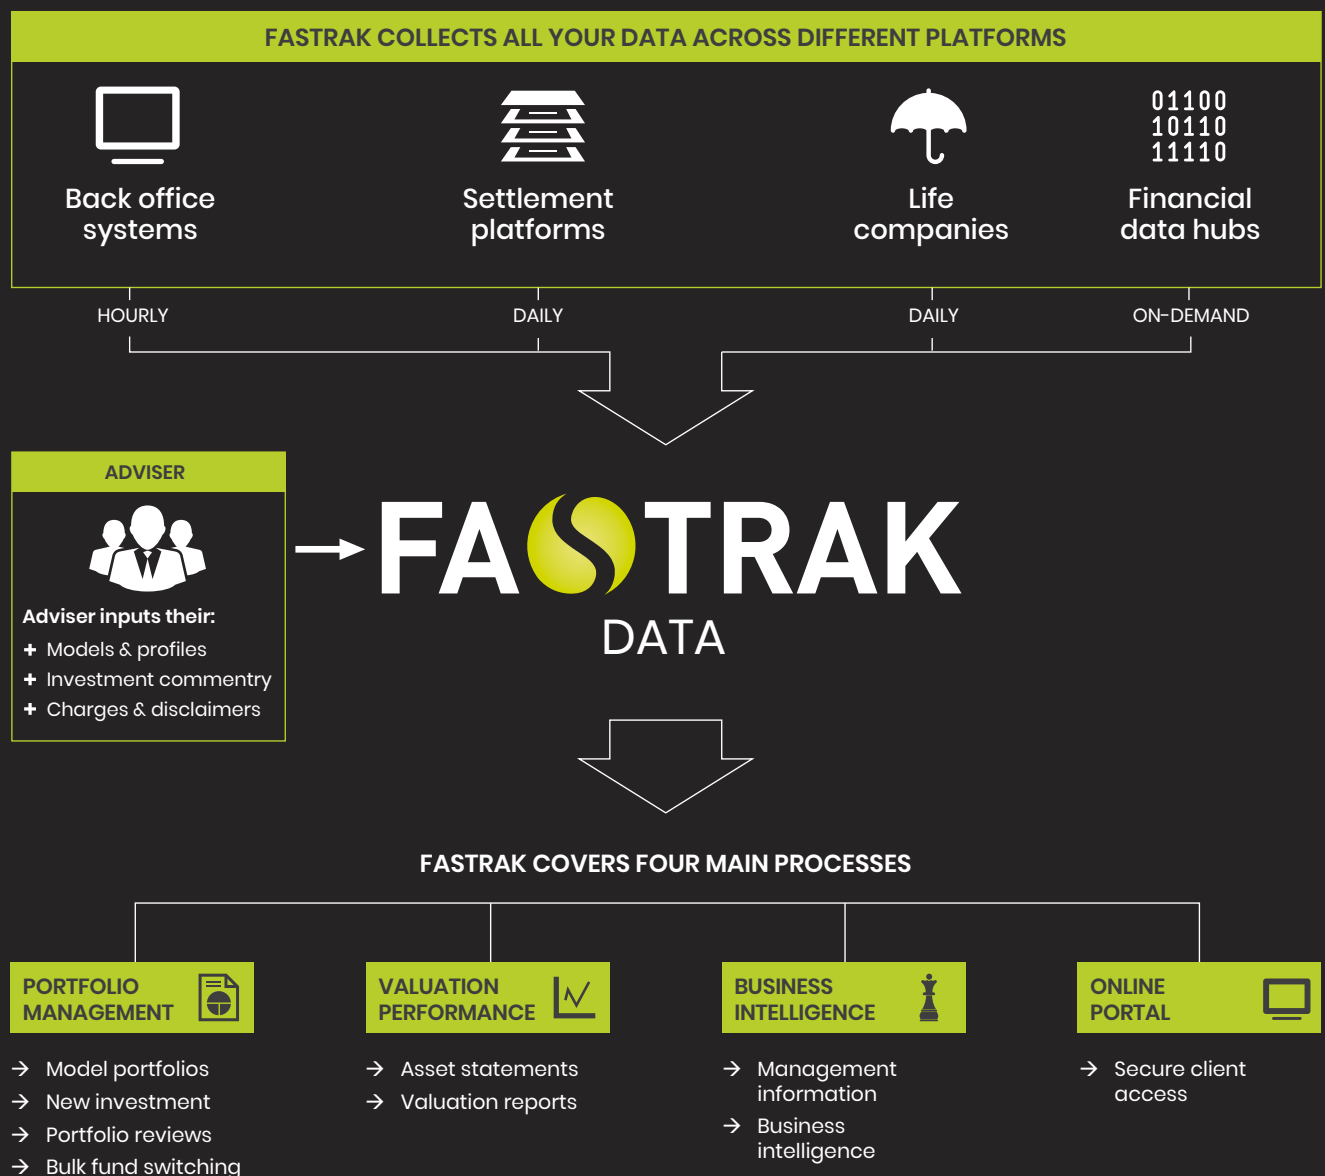 FASTRAK COLLECTS ALL YOUR DATA ACROSS DIFFERENT PLATFORMS
01100
10110
11110
Back office
systems
Settlement
platforms
Life
companies
Financial
data hubs
HOURLY
DAILY
DAILY
ON-DEMAND
ADVISER
Adviser inputs their:
+ Models & profiles
+ Investment commentry
+ Charges & disclaimers
FASTRAK
DATA
FASTRAK COVERS FOUR MAIN PROCESSES
PORTFOLIO
MANAGEMENT
→ Model portfolios
→ New investment
→ Portfolio reviews
→ Bulk fund switching
VALUATION
PERFORMANCE
→ Asset statements
→ Valuation reports
BUSINESS
INTELLIGENCE
→ Management
information
→ Business
intelligence
ONLINE
PORTAL
→ Secure client
access